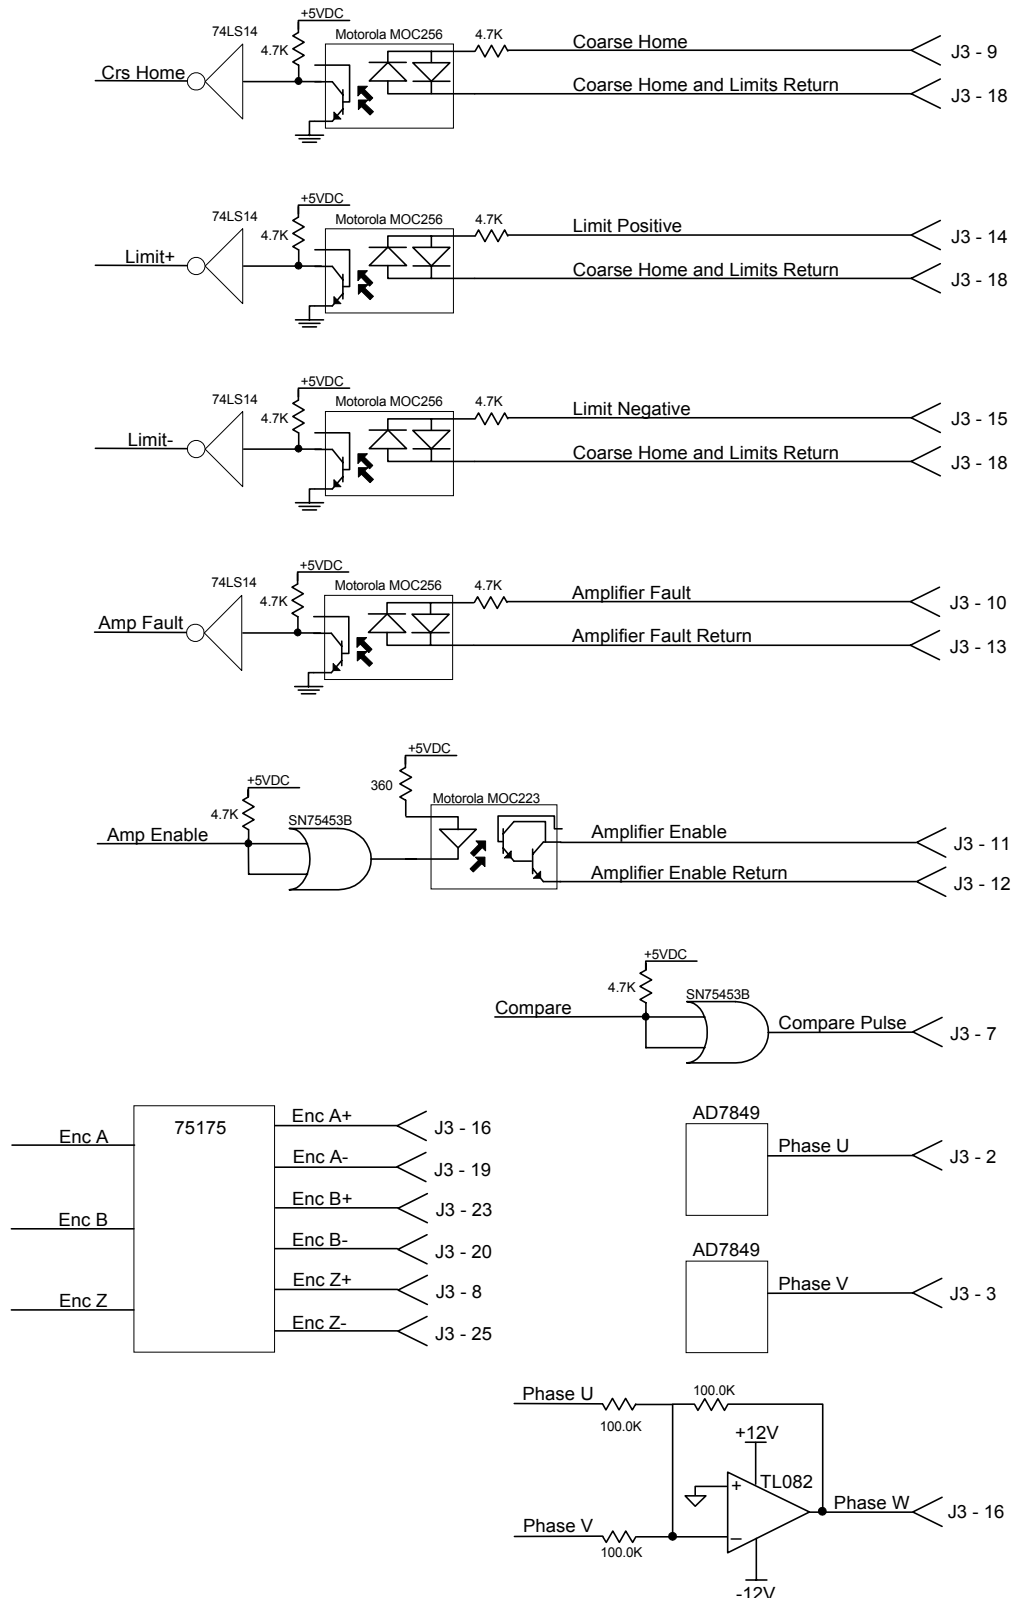 +5VDC
74LS14
4.7K
Motorola MOC256
4.7K
Coarse Home
J3 - 9
Crs Home
Coarse Home and Limits Return
J3 - 18
+5VDC
74LS14
4.7K
Motorola MOC256
4.7K
Limit Positive
J3 - 14
Limit+
Coarse Home and Limits Return
J3 - 18
+5VDC
74LS14
4.7K
Motorola MOC256
4.7K
Limit Negative
J3 - 15
Limit-
Coarse Home and Limits Return
J3 - 18
+5VDC
74LS14
4.7K
Motorola MOC256
4.7K
Amplifier Fault
J3 - 10
Amp Fault
Amplifier Fault Return
J3 - 13
+5VDC
+5VDC
360
Motorola MOC223
4.7K
SN75453B
Amp Enable
Amplifier Enable
J3 - 11
Amplifier Enable Return
J3 - 12
+5VDC
4.7K
SN75453B
Compare
Compare Pulse
J3 - 7
75175
Enc A
Enc B
Enc Z
Enc A+
J3 - 16
Enc A-
J3 - 19
Enc B+
J3 - 23
Enc B-
J3 - 20
Enc Z+
J3 - 8
Enc Z-
J3 - 25
AD7849
Phase U
J3 - 2
AD7849
Phase V
J3 - 3
Phase U
100.0K
100.0K
+12V
+
TL082
Phase W
J3 - 16
Phase V
100.0K
–
-12V